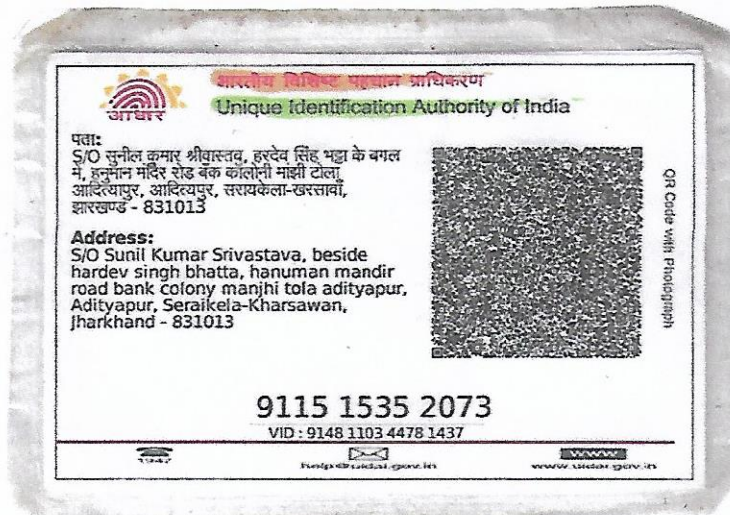 भारतीय विशिष्ट पहचान प्राधिकरण
Unique Identification Authority of India
आधार
पता:
S/O सुनील कुमार श्रीवास्तव, हरदेव सिंह भट्ठा के बगल
में, हनुमान मंदिर रोड बैंक कॉलोनी मांझी टोला
आदित्यापुर, आदित्यपुर, सरायकेला-खरसावाँ,
झारखण्ड - 831013
Address:
S/O Sunil Kumar Srivastava, beside
hardev singh bhatta, hanuman mandir
road bank colony manjhi tola adityapur,
Adityapur, Seraikela-Kharsawan,
Jharkhand - 831013
QR Code with Photograph
9115 1535 2073
VID : 9148 1103 4478 1437
1947
help@uidai.gov.in
WWW
www.uidai.gov.in